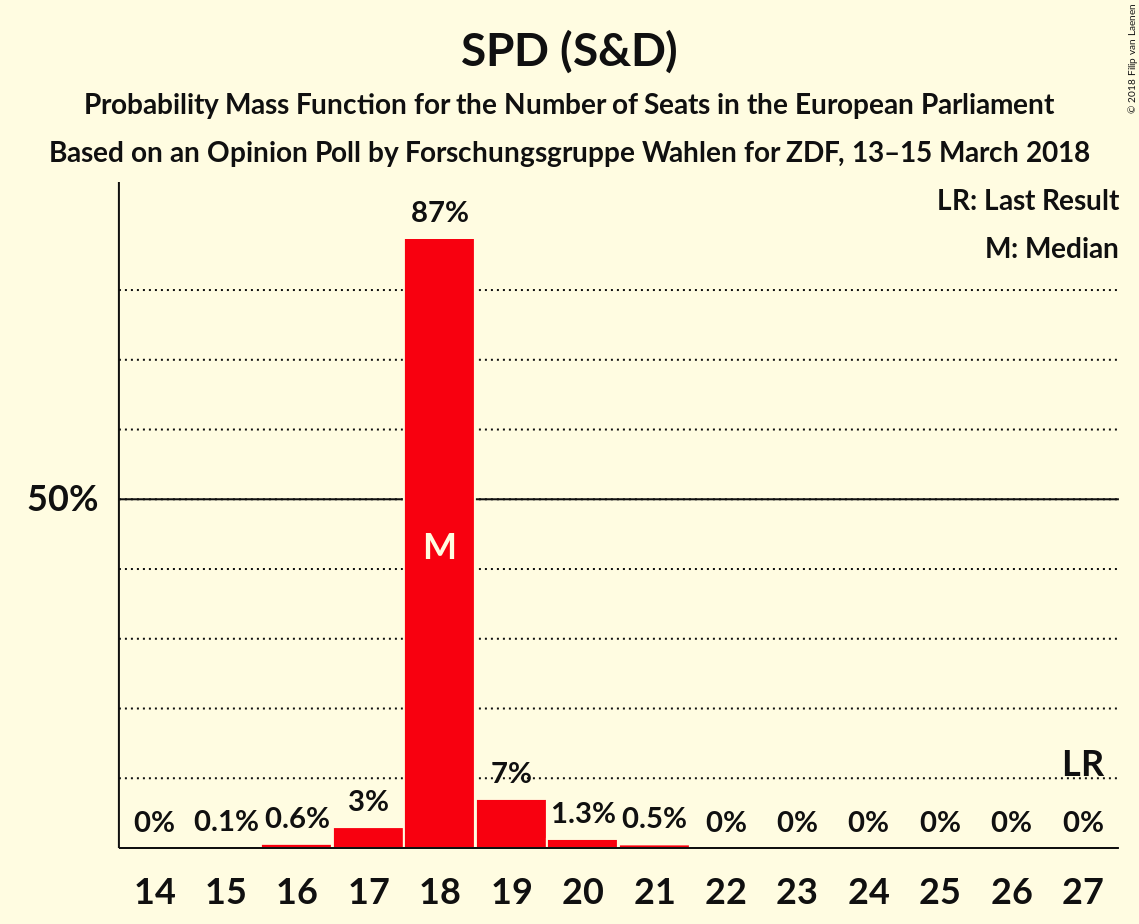 SPD (S&D)
Probability Mass Function for the Number of Seats in the European Parliament
Based on an Opinion Poll by Forschungsgruppe Wahlen for ZDF, 13–15 March 2018
© 2018 Filip van Laenen
LR: Last Result
M: Median
87%
50%
M
LR
7%
3%
0% 0.1% 0.6% 1.3% 0.5% 0% 0% 0% 0% 0% 0%
14 15 16 17 18 19 20 21 22 23 24 25 26 27